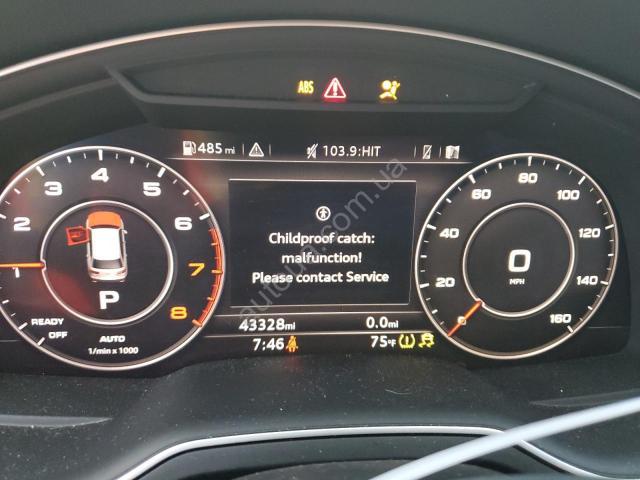 ABS
485 mi
103.9:HIT
Childproof catch:
malfunction!
Please contact Service
43328mi
0.0mi
7:46
75°F
1
2
3
4
5
6
7
8
P
READY
OFF
AUTO
1/min x 1000
20
40
60
80
100
120
140
160
0
MPH
autobid.com.ua